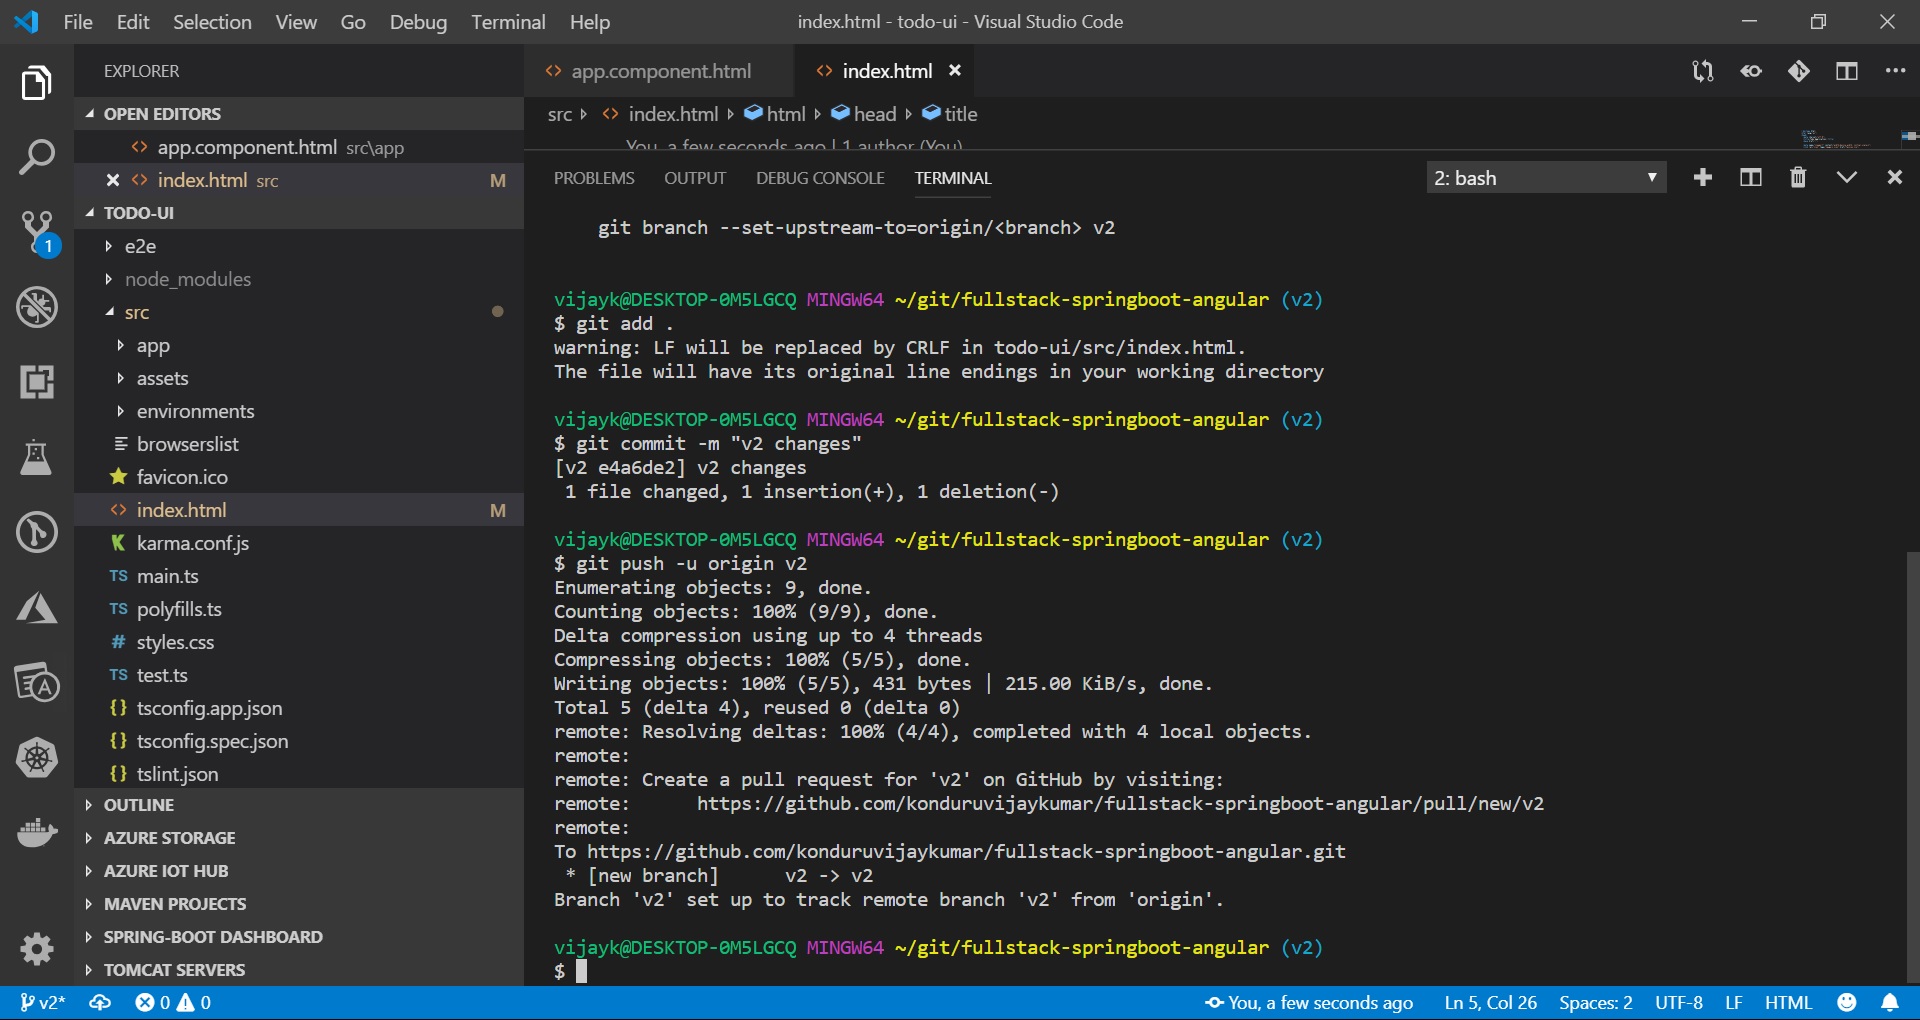 File Edit Selection View Go Debug Terminal Help index.html - todo-ui - Visual Studio Code
EXPLORER
OPEN EDITORS
app.component.html src\app
index.html src M
TODO-UI
e2e
node_modules
src
app
assets
environments
browserslist
favicon.ico
index.html M
karma.conf.js
TS main.ts
TS polyfills.ts
# styles.css
TS test.ts
{} tsconfig.app.json
{} tsconfig.spec.json
{} tslint.json
OUTLINE
AZURE STORAGE
AZURE IOT HUB
MAVEN PROJECTS
SPRING-BOOT DASHBOARD
TOMCAT SERVERS
1
app.component.html index.html
src index.html html head title
You, a few seconds ago | 1 author (You)
PROBLEMS OUTPUT DEBUG CONSOLE TERMINAL 2: bash
git branch --set-upstream-to=origin/<branch> v2
vijayk@DESKTOP-0M5LGCQ MINGW64 ~/git/fullstack-springboot-angular (v2)
$ git add .
warning: LF will be replaced by CRLF in todo-ui/src/index.html.
The file will have its original line endings in your working directory
vijayk@DESKTOP-0M5LGCQ MINGW64 ~/git/fullstack-springboot-angular (v2)
$ git commit -m "v2 changes"
[v2 e4a6de2] v2 changes
1 file changed, 1 insertion(+), 1 deletion(-)
vijayk@DESKTOP-0M5LGCQ MINGW64 ~/git/fullstack-springboot-angular (v2)
$ git push -u origin v2
Enumerating objects: 9, done.
Counting objects: 100% (9/9), done.
Delta compression using up to 4 threads
Compressing objects: 100% (5/5), done.
Writing objects: 100% (5/5), 431 bytes | 215.00 KiB/s, done.
Total 5 (delta 4), reused 0 (delta 0)
remote: Resolving deltas: 100% (4/4), completed with 4 local objects.
remote:
remote: Create a pull request for 'v2' on GitHub by visiting:
remote: https://github.com/konduruvijaykumar/fullstack-springboot-angular/pull/new/v2
remote:
To https://github.com/konduruvijaykumar/fullstack-springboot-angular.git
* [new branch] v2 -> v2
Branch 'v2' set up to track remote branch 'v2' from 'origin'.
vijayk@DESKTOP-0M5LGCQ MINGW64 ~/git/fullstack-springboot-angular (v2)
$
v2* 0 0 You, a few seconds ago Ln 5, Col 26 Spaces: 2 UTF-8 LF HTML